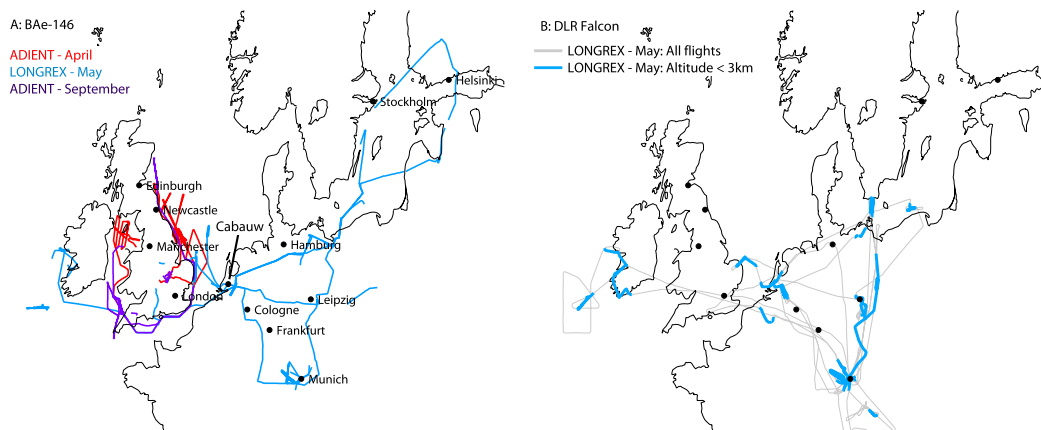 A: BAe-146
ADIENT - April
LONGREX - May
ADIENT - September
Helsinki
Stockholm
Edinburgh
Newcastle
Cabauw
Manchester
Hamburg
London
Leipzig
Cologne
Frankfurt
Munich
B: DLR Falcon
LONGREX - May: All flights
LONGREX - May: Altitude < 3km